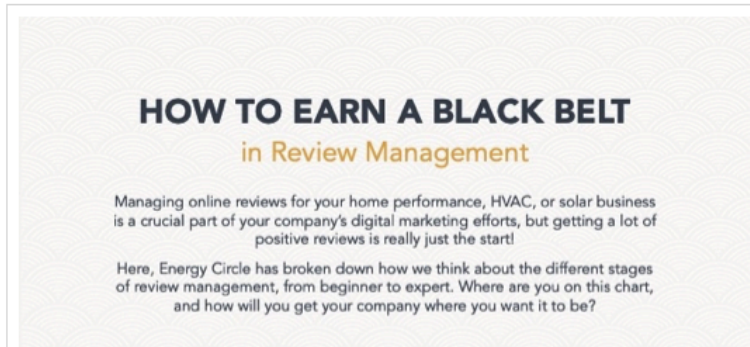 HOW TO EARN A BLACK BELT
in Review Management
Managing online reviews for your home performance, HVAC, or solar business
is a crucial part of your company's digital marketing efforts, but getting a lot of
positive reviews is really just the start!
Here, Energy Circle has broken down how we think about the different stages
of review management, from beginner to expert. Where are you on this chart,
and how will you get your company where you want it to be?